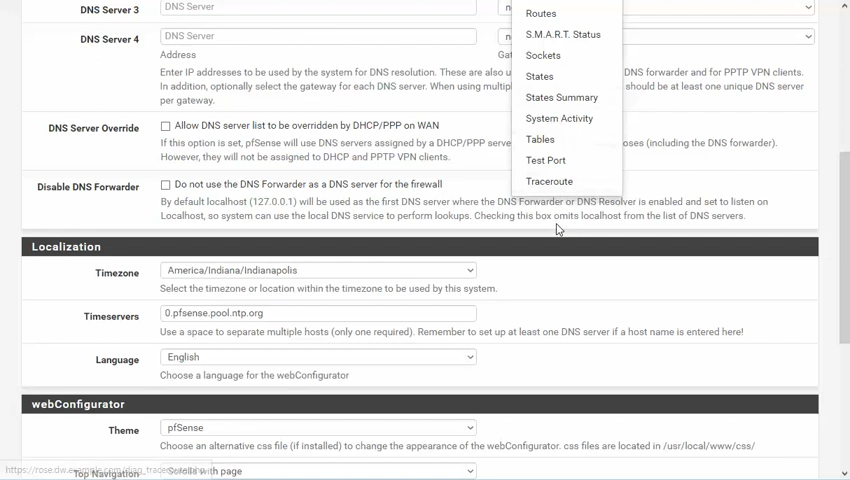 DNS Server 3
DNS Server
DNS Server 4
DNS Server
Address
Enter IP addresses to be used by the system for DNS resolution. These are also u
DNS forwarder and for PPTP VPN clients.
In addition, optionally select the gateway for each DNS server. When using multiple
should be at least one unique DNS server
per gateway.
Routes
S.M.A.R.T. Status
Sockets
States
States Summary
System Activity
Tables
Test Port
Traceroute
DNS Server Override
Allow DNS server list to be overridden by DHCP/PPP on WAN
If this option is set, pfSense will use DNS servers assigned by a DHCP/PPP serve
oses (including the DNS forwarder).
However, they will not be assigned to DHCP and PPTP VPN clients.
Disable DNS Forwarder
Do not use the DNS Forwarder as a DNS server for the firewall
By default localhost (127.0.0.1) will be used as the first DNS server where the DNS Forwarder or DNS Resolver is enabled and set to listen on
Localhost, so system can use the local DNS service to perform lookups. Checking this box omits localhost from the list of DNS servers.
Localization
Timezone
America/Indiana/Indianapolis
Select the timezone or location within the timezone to be used by this system.
Timeservers
0.pfsense.pool.ntp.org
Use a space to separate multiple hosts (only one required). Remember to set up at least one DNS server if a host name is entered here!
Language
English
Choose a language for the webConfigurator
webConfigurator
Theme
pfSense
Choose an alternative css file (if installed) to change the appearance of the webConfigurator. css files are located in /usr/local/www/css/
Top Navigation
Scrolls with page